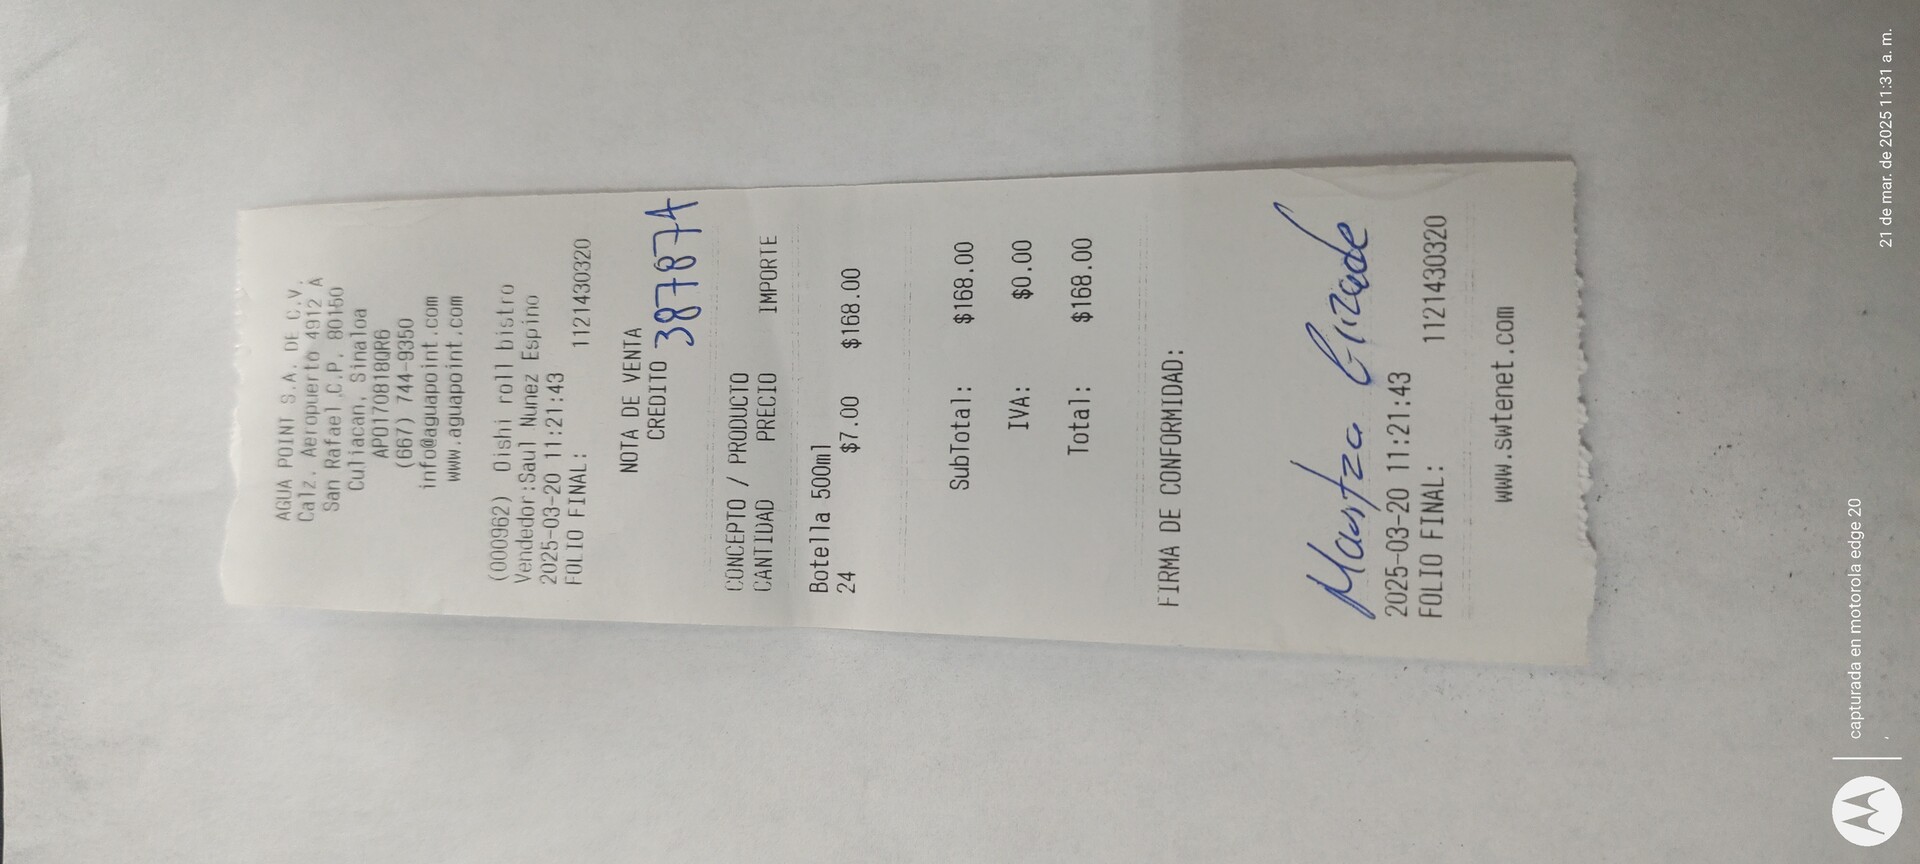 AGUA POINT S.A. DE C.V.
Calz. Aeropuerto 4912 A
San Rafael C.P. 80150
Culiacan, Sinaloa
APO170818QR6
(667) 744-9350
info@aguapoint.com
www.aguapoint.com
(000962) Oishi roll bistro
Vendedor:Saul Nunez Espino
2025-03-20 11:21:43
FOLIO FINAL: 1121430320
NOTA DE VENTA
CREDITO
387874
CONCEPTO / PRODUCTO
CANTIDAD PRECIO IMPORTE
Botella 500ml
24 $7.00 $168.00
SubTotal: $168.00
IVA: $0.00
Total: $168.00
FIRMA DE CONFORMIDAD:
2025-03-20 11:21:43
FOLIO FINAL: 1121430320
www.swtenet.com
capturada en motorola edge 20
21 de mar. de 2025 11:31 a. m.